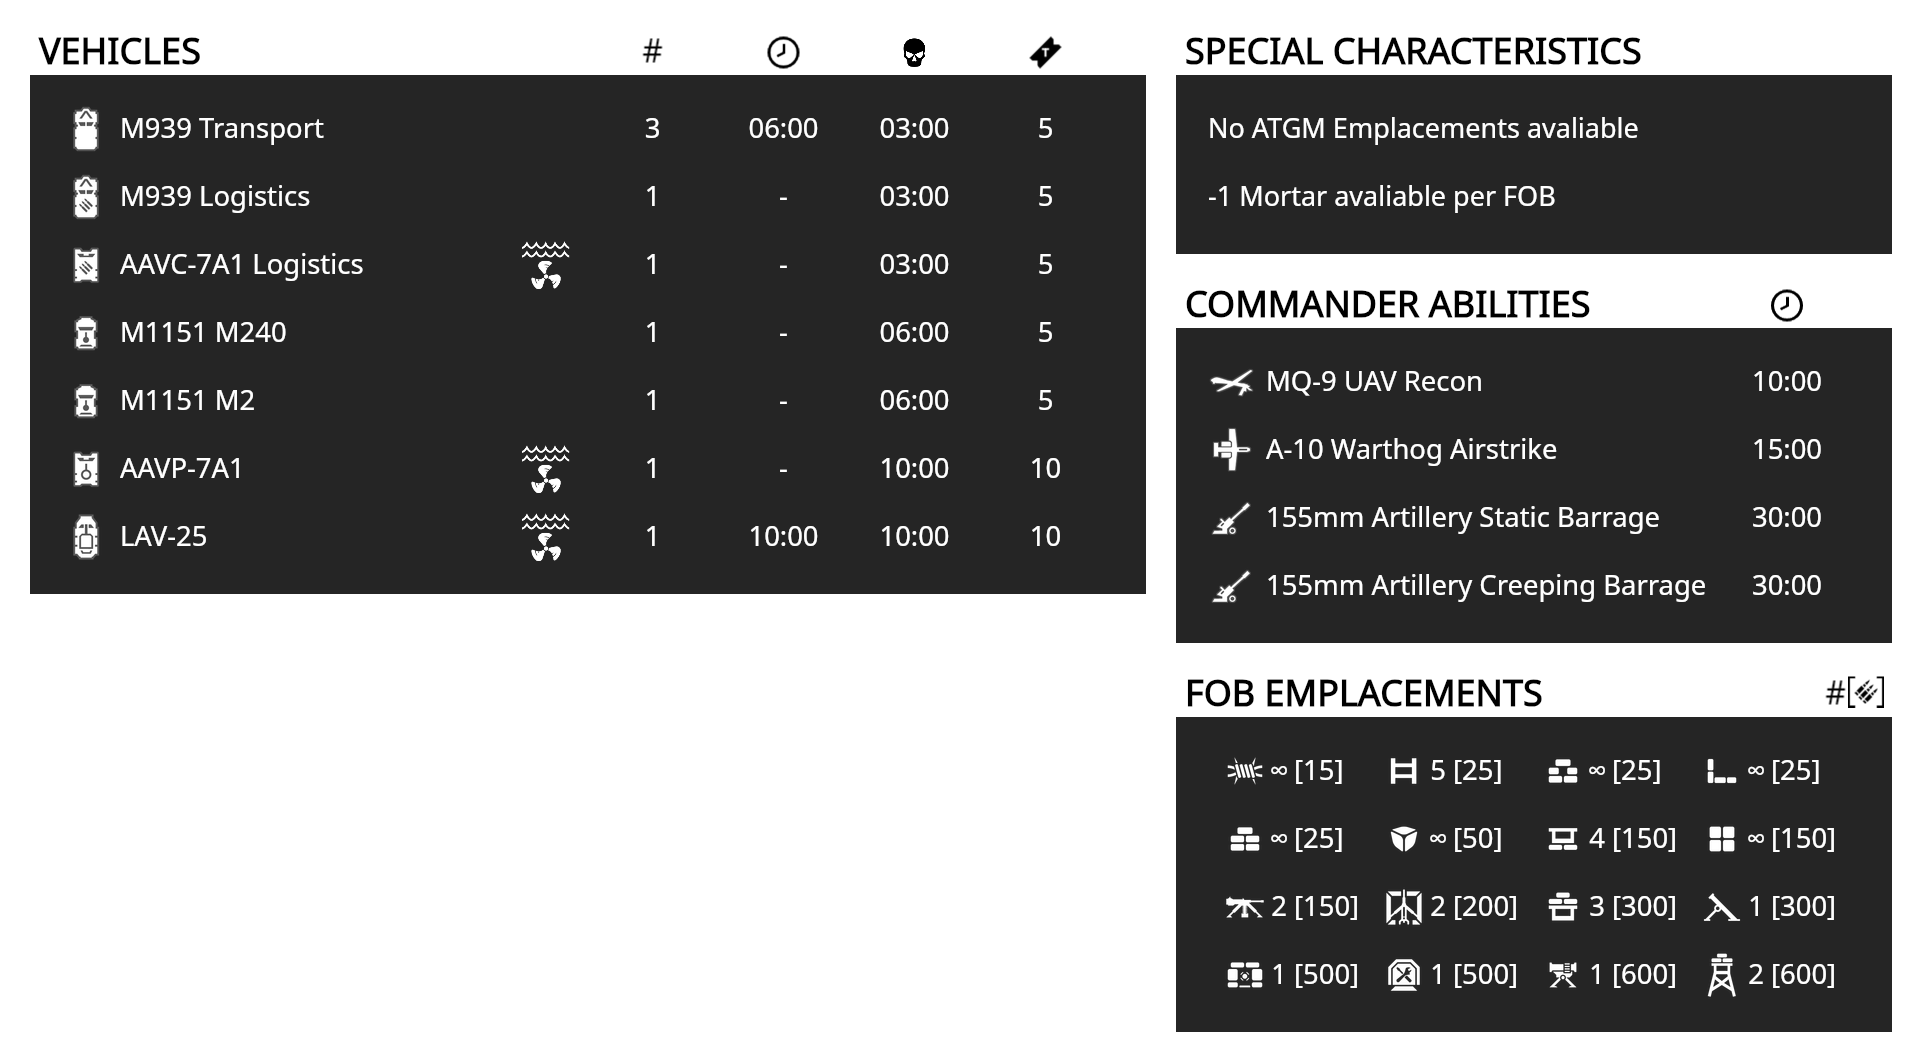 VEHICLES #
M939 Transport 3 06:00 03:00 5
M939 Logistics 1 - 03:00 5
AAVC-7A1 Logistics 1 - 03:00 5
M1151 M240 1 - 06:00 5
M1151 M2 1 - 06:00 5
AAVP-7A1 1 - 10:00 10
LAV-25 1 10:00 10:00 10
SPECIAL CHARACTERISTICS
No ATGM Emplacements avaliable
-1 Mortar avaliable per FOB
COMMANDER ABILITIES
MQ-9 UAV Recon 10:00
A-10 Warthog Airstrike 15:00
155mm Artillery Static Barrage 30:00
155mm Artillery Creeping Barrage 30:00
FOB EMPLACEMENTS #[]
∞ [15] 5 [25] ∞ [25] ∞ [25]
∞ [25] ∞ [50] 4 [150] ∞ [150]
2 [150] 2 [200] 3 [300] 1 [300]
1 [500] 1 [500] 1 [600] 2 [600]